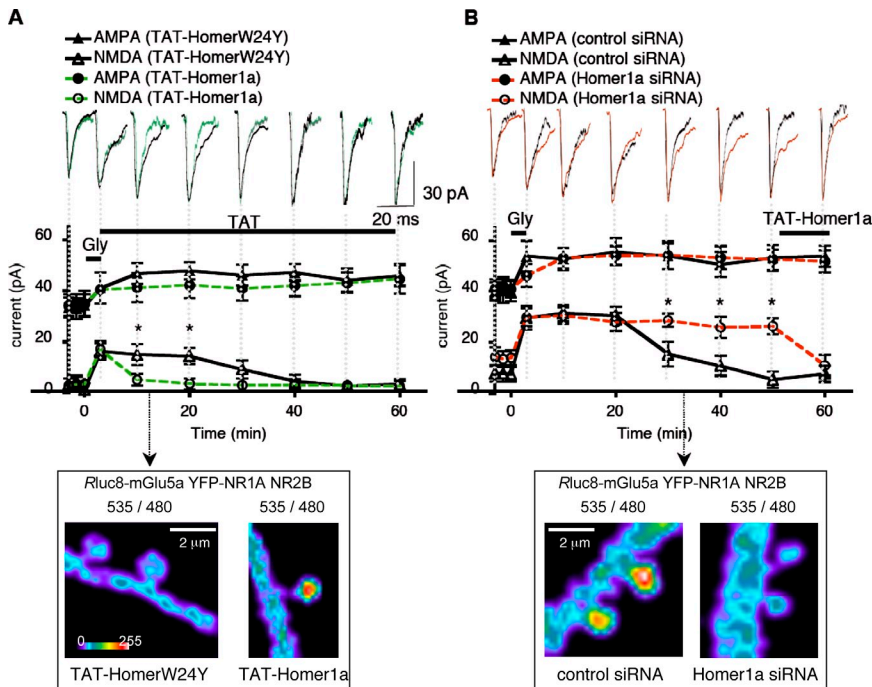 A
AMPA (TAT-HomerW24Y)
NMDA (TAT-HomerW24Y)
AMPA (TAT-Homer1a)
NMDA (TAT-Homer1a)
30 pA
20 ms
TAT
Gly
60
40
20
0
current (pA)
* *
0 20 40 60
Time (min)
Rluc8-mGlu5a YFP-NR1A NR2B
535 / 480 535 / 480
2 µm
0 255
TAT-HomerW24Y TAT-Homer1a
B
AMPA (control siRNA)
NMDA (control siRNA)
AMPA (Homer1a siRNA)
NMDA (Homer1a siRNA)
TAT-Homer1a
Gly
60
40
20
0
current (pA)
* * *
0 20 40 60
Time (min)
Rluc8-mGlu5a YFP-NR1A NR2B
535 / 480 535 / 480
2 µm
control siRNA Homer1a siRNA